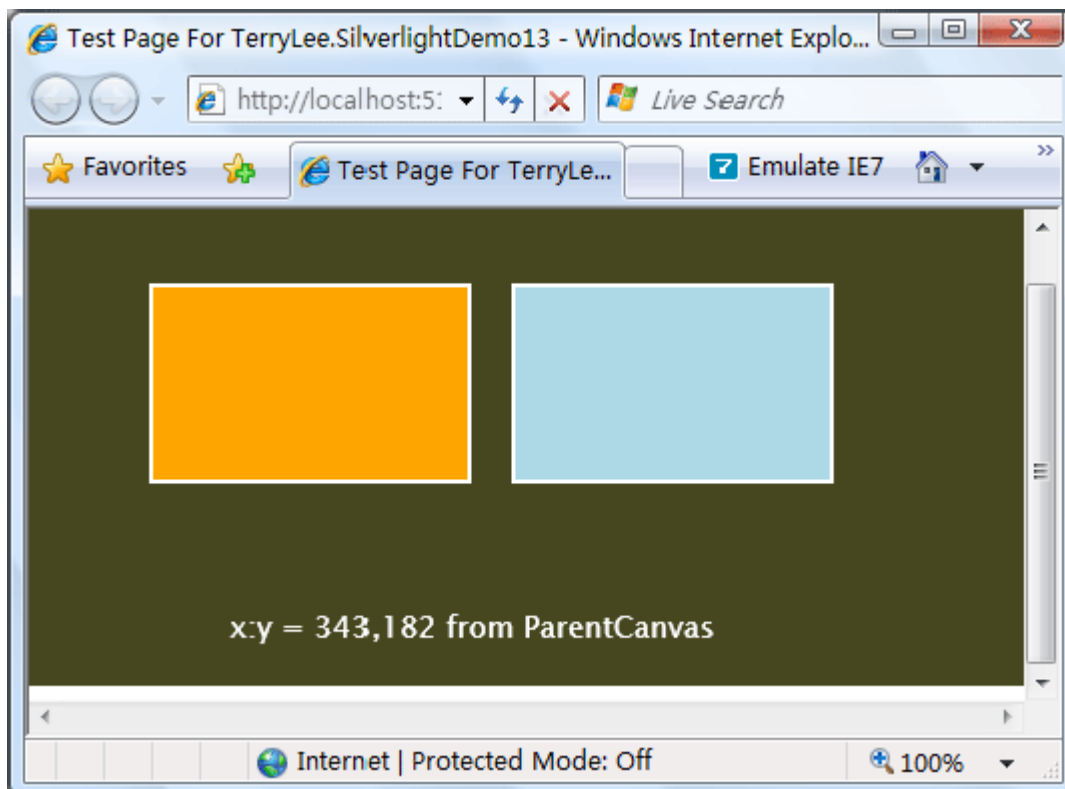 Test Page For TerryLee.SilverlightDemo13 - Windows Internet Explo...
http://localhost:51
Live Search
Favorites
Test Page For TerryLe...
Emulate IE7
x:y = 343,182 from ParentCanvas
Internet | Protected Mode: Off
100%